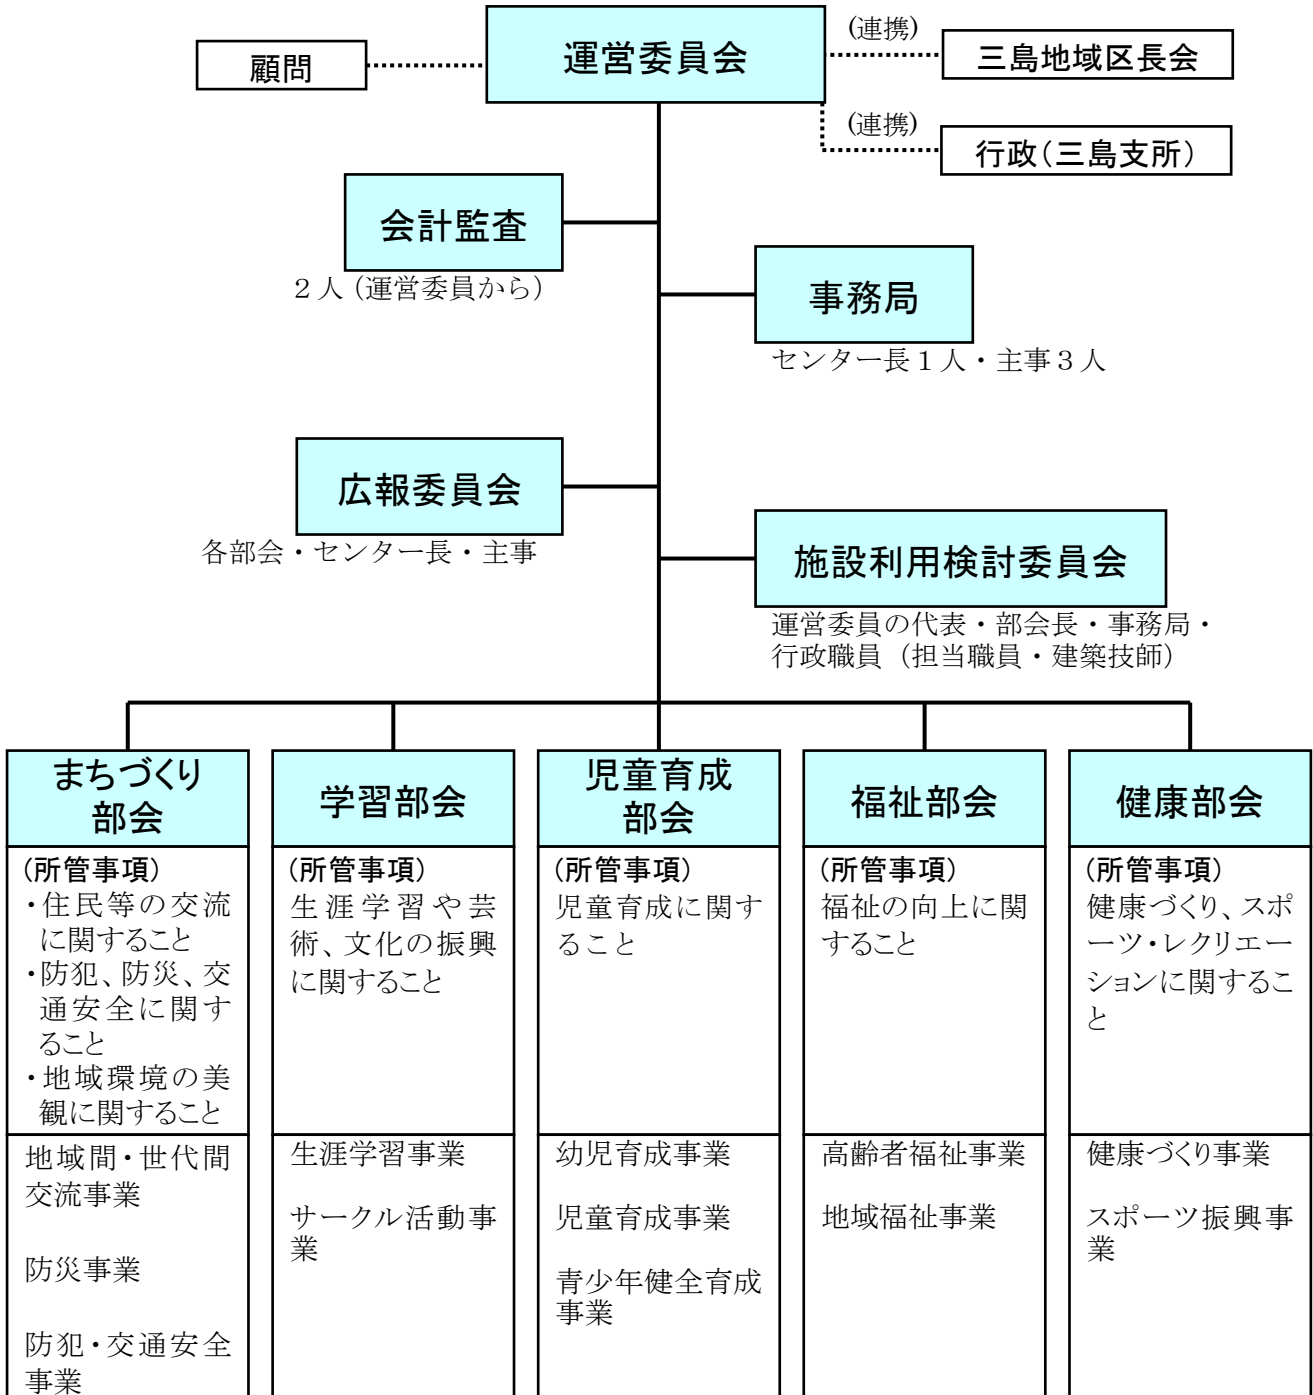 運営委員会
顧問
(連携)
三島地域区長会
(連携)
行政(三島支所)
会計監査
２人(運営委員から)
事務局
センター長１人・主事３人
広報委員会
各部会・センター長・主事
施設利用検討委員会
運営委員の代表・部会長・事務局・
行政職員（担当職員・建築技師）
まちづくり
部会
(所管事項)
・住民等の交流
に関すること
・防犯、防災、交
通安全に関す
ること
・地域環境の美
観に関すること
地域間・世代間
交流事業
防災事業
防犯・交通安全
事業
学習部会
(所管事項)
生涯学習や芸
術、文化の振興
に関すること
生涯学習事業
サークル活動事
業
児童育成
部会
(所管事項)
児童育成に関す
ること
幼児育成事業
児童育成事業
青少年健全育成
事業
福祉部会
(所管事項)
福祉の向上に関
すること
高齢者福祉事業
地域福祉事業
健康部会
(所管事項)
健康づくり、スポ
ーツ・レクリエー
ションに関するこ
と
健康づくり事業
スポーツ振興事
業